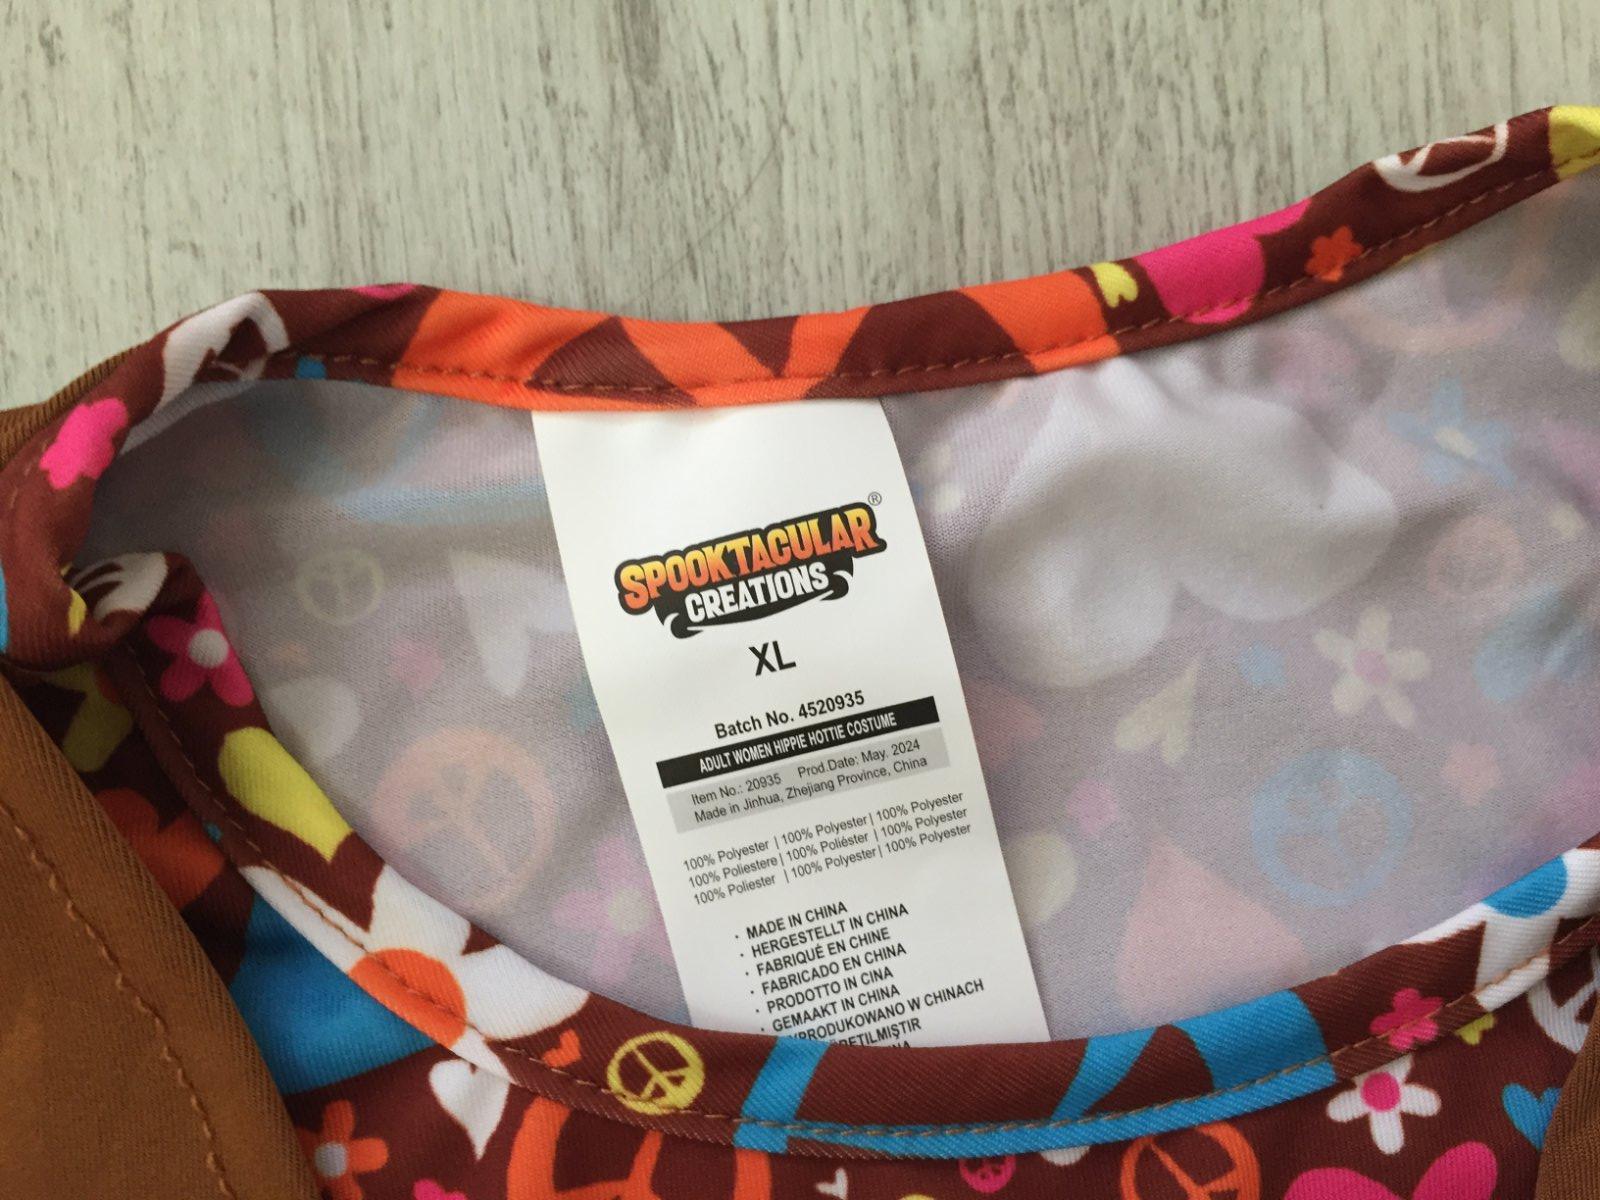 SPOOKTACULAR®
CREATIONS
XL
Batch No. 4520935
ADULT WOMEN HIPPIE HOTTIE COSTUME
Item No.: 20935 Prod.Date: May. 2024
Made in Jinhua, Zhejiang Province, China
100% Polyester | 100% Polyester | 100% Polyester
100% Poliestere | 100% Poliéster | 100% Polyester
100% Poliester | 100% Polyester | 100% Polyester
· MADE IN CHINA
· HERGESTELLT IN CHINA
· FABRIQUÉ EN CHINE
· FABRICADO EN CHINA
· PRODOTTO IN CINA
· GEMAAKT IN CHINA
W CHINACH